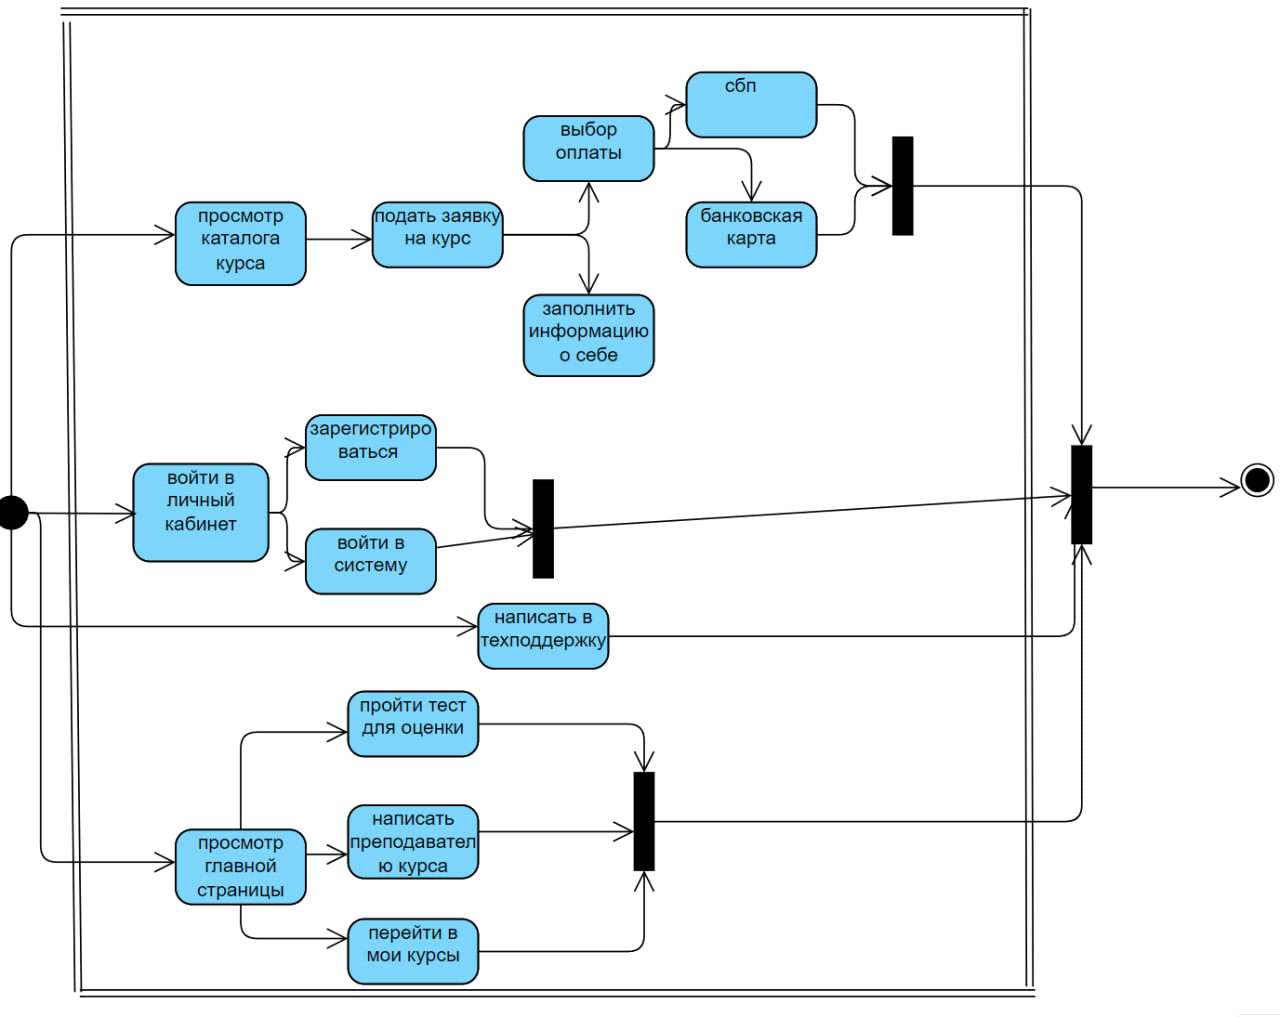 сбп
выбор
оплаты
просмотр
каталога
курса
подать заявку
на курс
банковская
карта
заполнить
информацию
о себе
зарегистриро
ваться
войти в
личный
кабинет
войти в
систему
написать в
техподдержку
пройти тест
для оценки
написать
преподавател
ю курса
просмотр
главной
страницы
перейти в
мои курсы